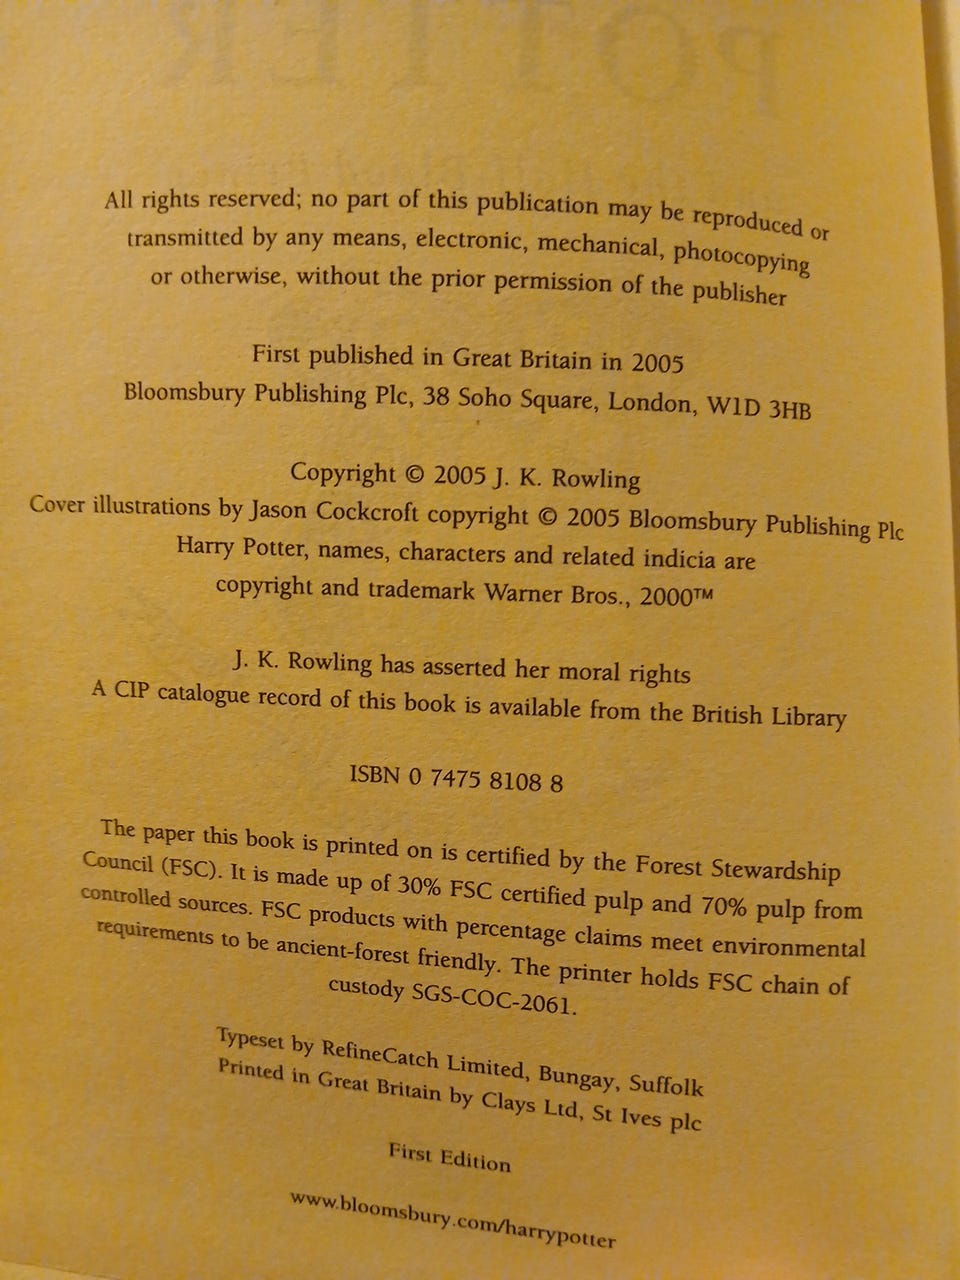 All rights reserved; no part of this publication may be reproduced or
transmitted by any means, electronic, mechanical, photocopying
or otherwise, without the prior permission of the publisher
First published in Great Britain in 2005
Bloomsbury Publishing Plc, 38 Soho Square, London, W1D 3HB
Copyright © 2005 J. K. Rowling
Cover illustrations by Jason Cockcroft copyright © 2005 Bloomsbury Publishing Plc
Harry Potter, names, characters and related indicia are
copyright and trademark Warner Bros., 2000™
J. K. Rowling has asserted her moral rights
A CIP catalogue record of this book is available from the British Library
ISBN 0 7475 8108 8
The paper this book is printed on is certified by the Forest Stewardship
Council (FSC). It is made up of 30% FSC certified pulp and 70% pulp from
controlled sources. FSC products with percentage claims meet environmental
requirements to be ancient-forest friendly. The printer holds FSC chain of
custody SGS-COC-2061.
Typeset by RefineCatch Limited, Bungay, Suffolk
Printed in Great Britain by Clays Ltd, St Ives plc
First Edition
www.bloomsbury.com/harrypotter